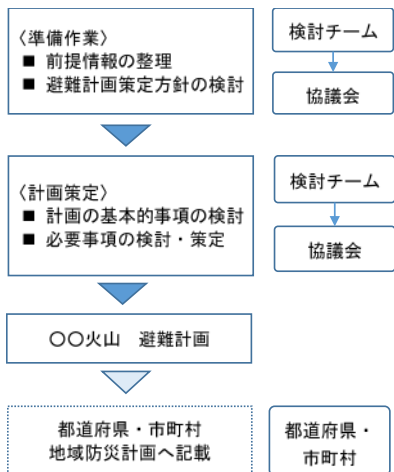 〈準備作業〉
■ 前提情報の整理
■ 避難計画策定方針の検討
検討チーム
協議会
〈計画策定〉
■ 計画の基本的事項の検討
■ 必要事項の検討・策定
検討チーム
協議会
〇〇火山　避難計画
都道府県・市町村
地域防災計画へ記載
都道府県・
市町村